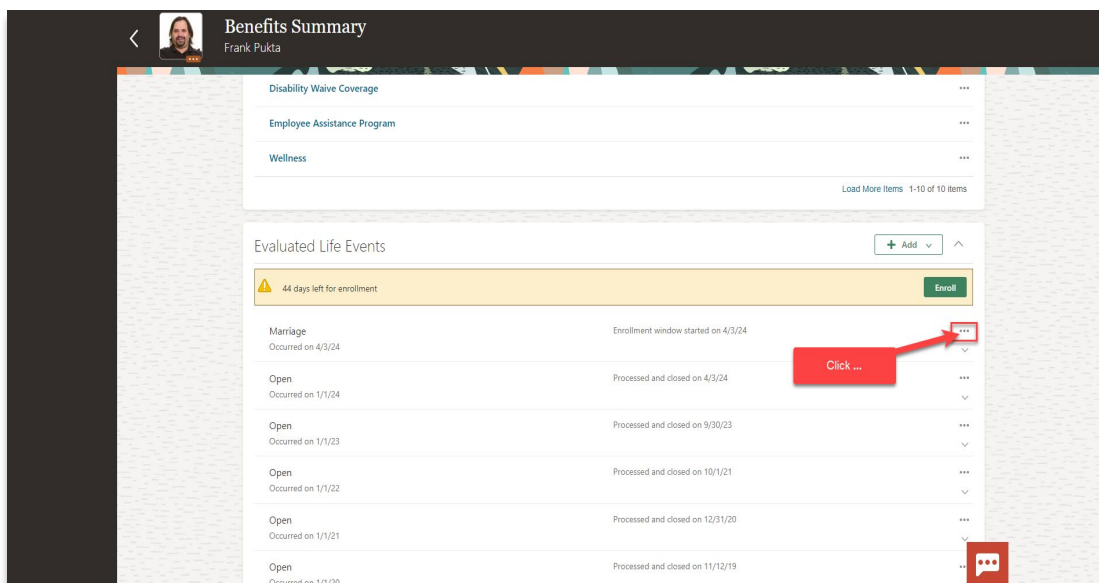 Benefits Summary
Frank Pukta
Disability Waive Coverage
Employee Assistance Program
Wellness
Load More Items 1-10 of 10 items
Evaluated Life Events
+ Add
44 days left for enrollment
Enroll
Marriage
Enrollment window started on 4/3/24
Occurred on 4/3/24
Click ...
Open
Processed and closed on 4/3/24
Occurred on 1/1/24
Open
Processed and closed on 9/30/23
Occurred on 1/1/23
Open
Processed and closed on 10/1/21
Occurred on 1/1/22
Open
Processed and closed on 12/31/20
Occurred on 1/1/21
Open
Processed and closed on 11/12/19
Occurred on 1/1/20